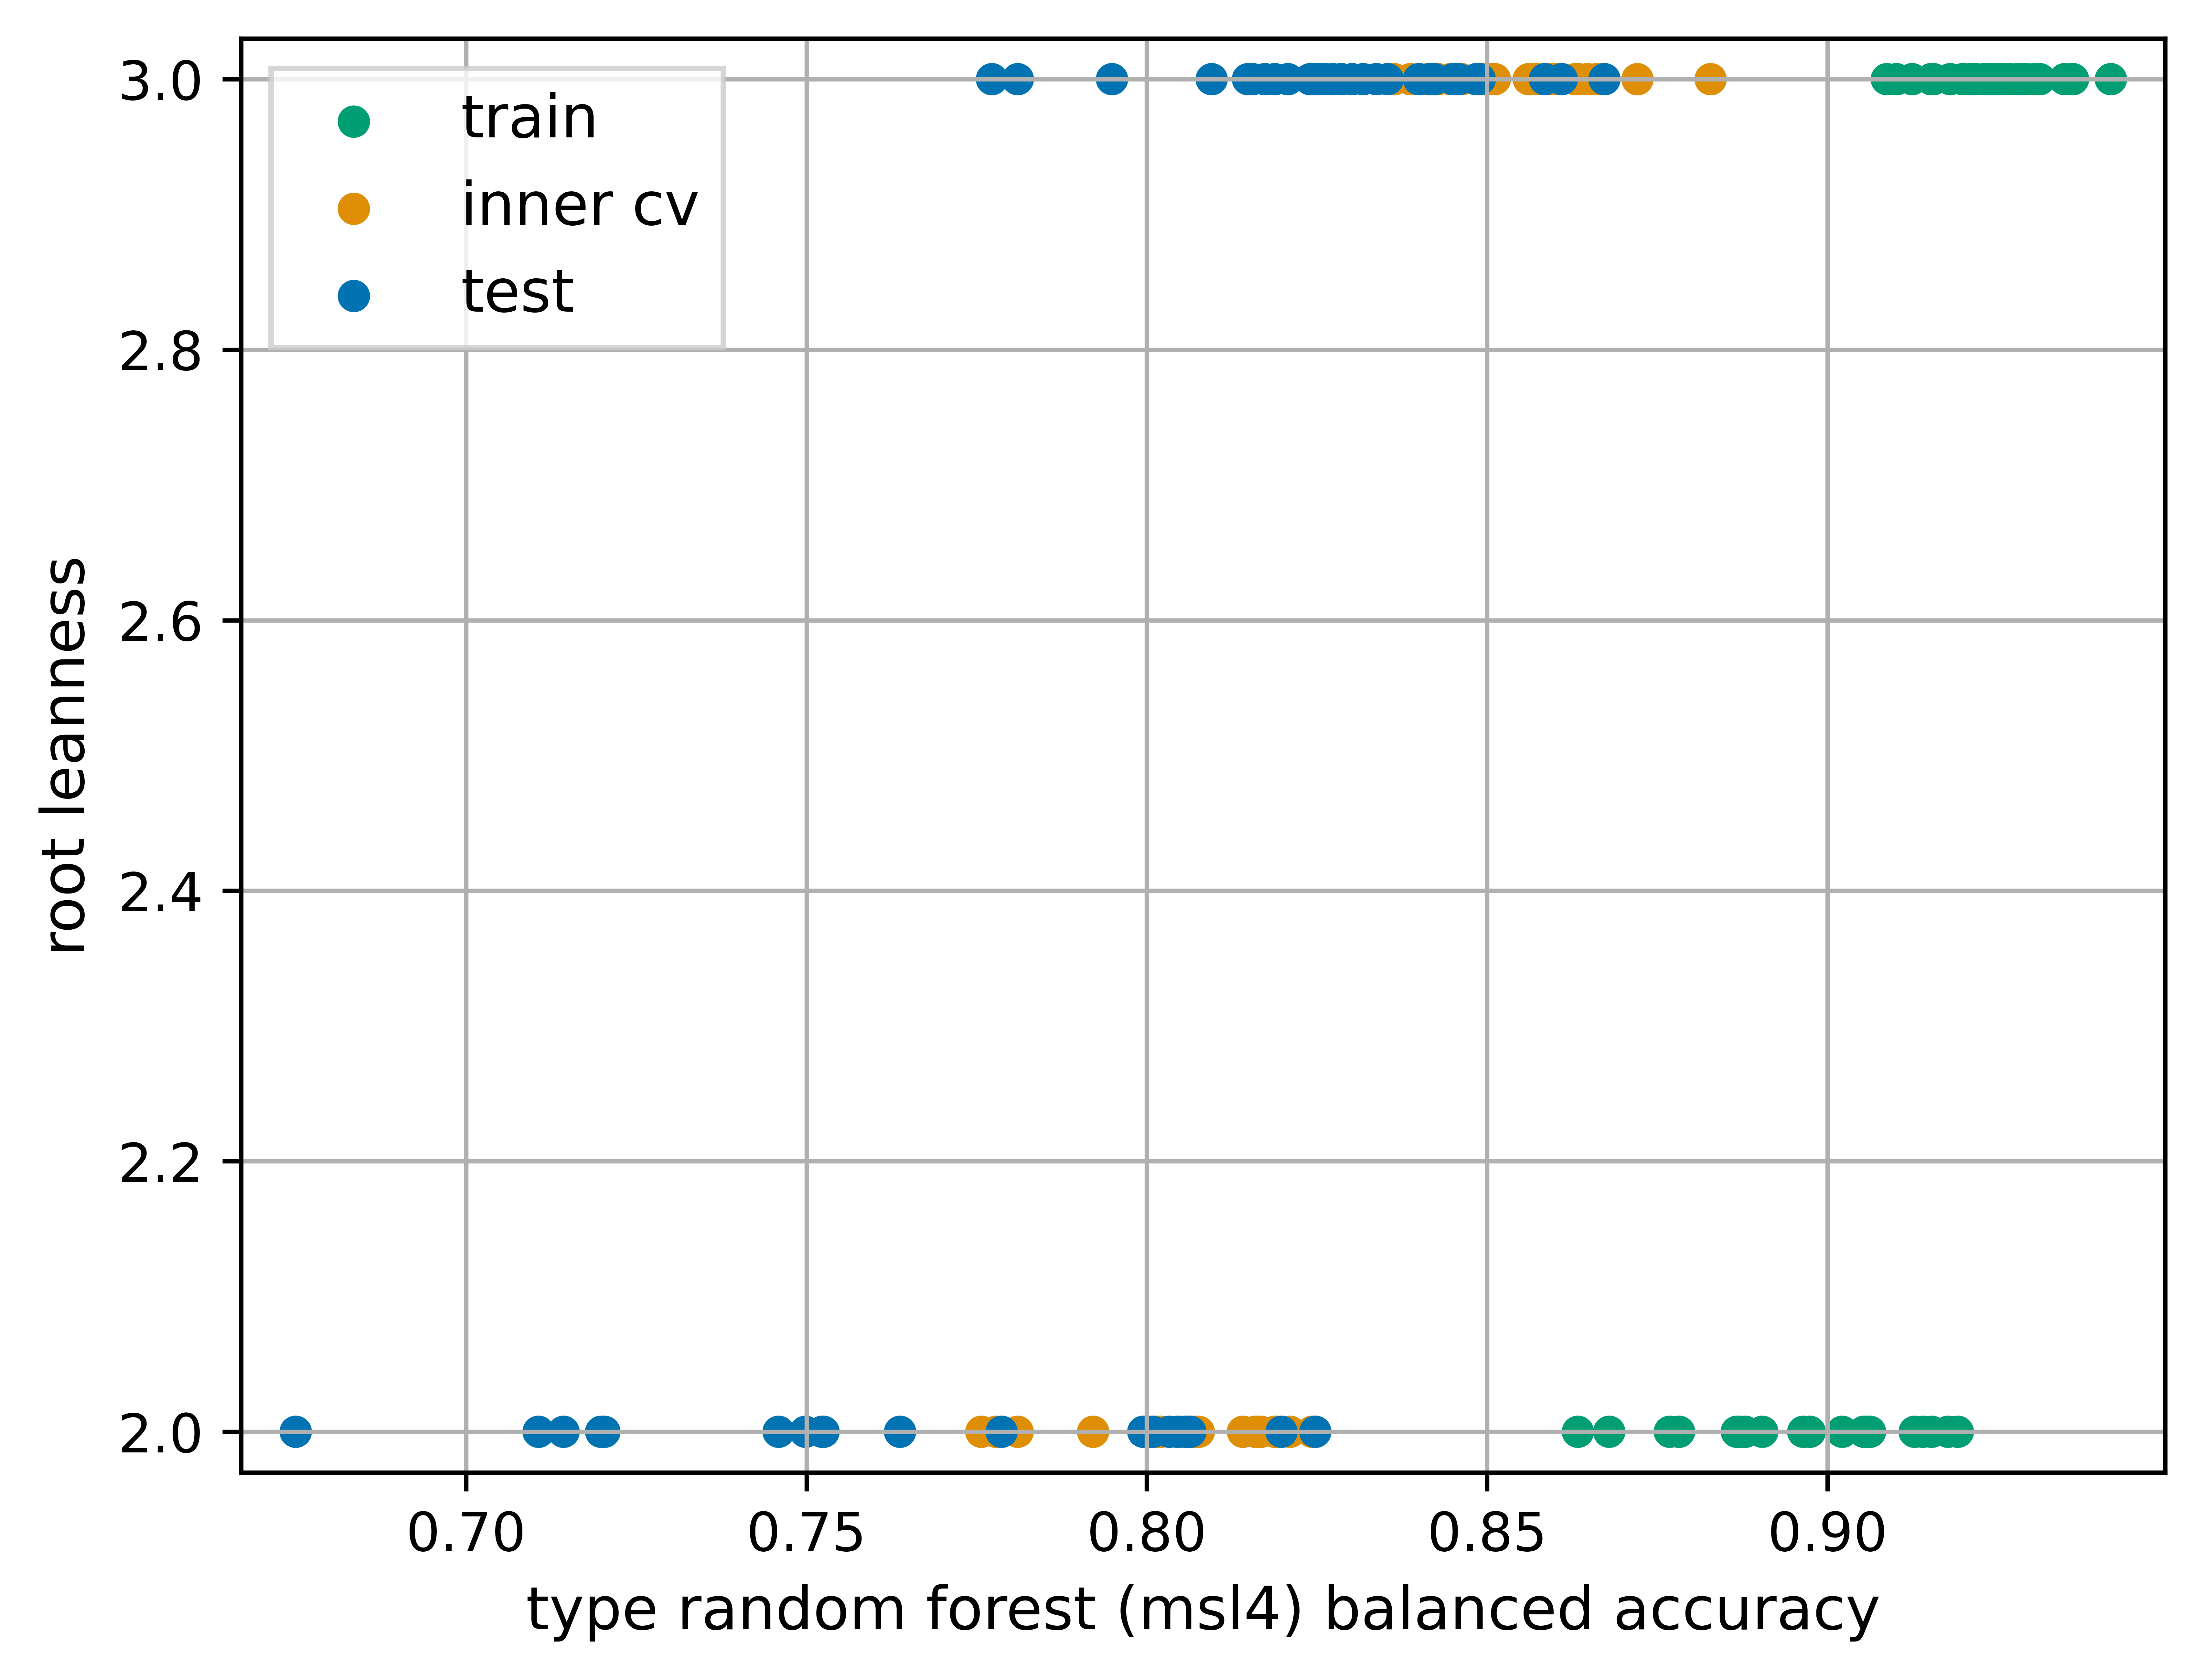 train
inner cv
test
3.0
2.8
2.6
2.4
2.2
2.0
root leanness
0.70 0.75 0.80 0.85 0.90
type random forest (msl4) balanced accuracy